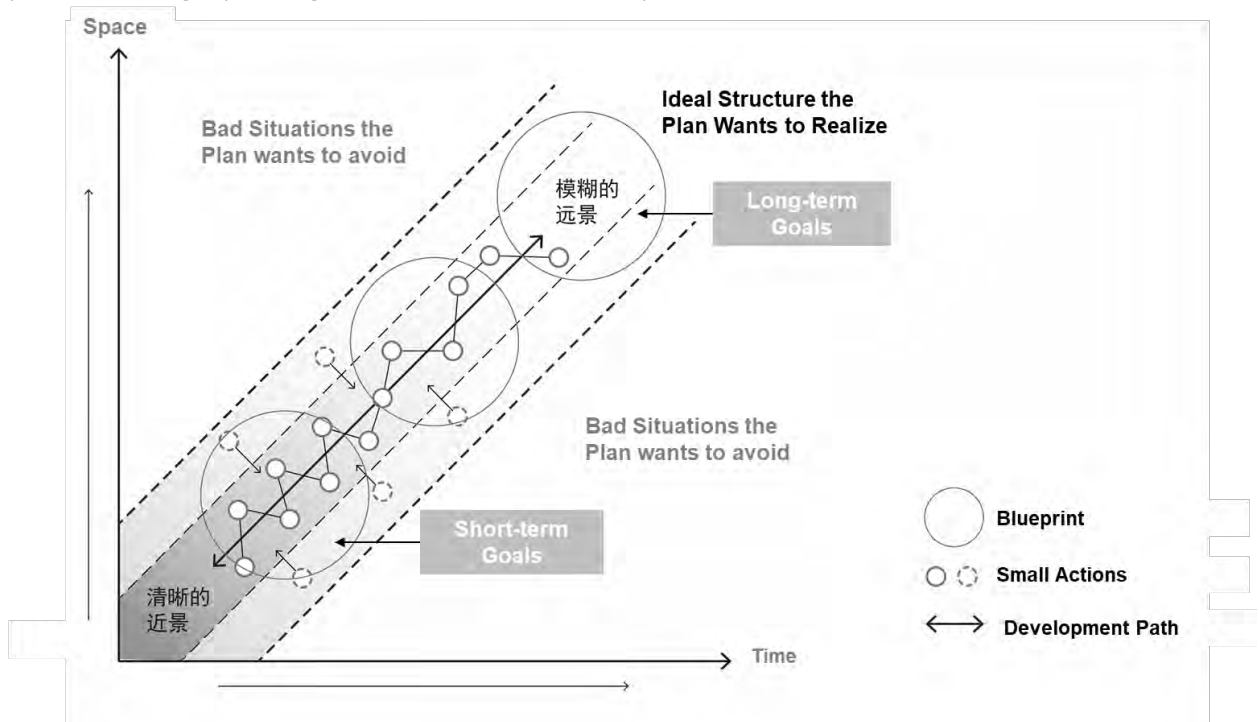 Space
Bad Situations the
Plan wants to avoid
Ideal Structure the
Plan Wants to Realize
模糊的
远景
Long-term
Goals
Bad Situations the
Plan wants to avoid
Short-term
Goals
清晰的
近景
Time
Blueprint
Small Actions
Development Path